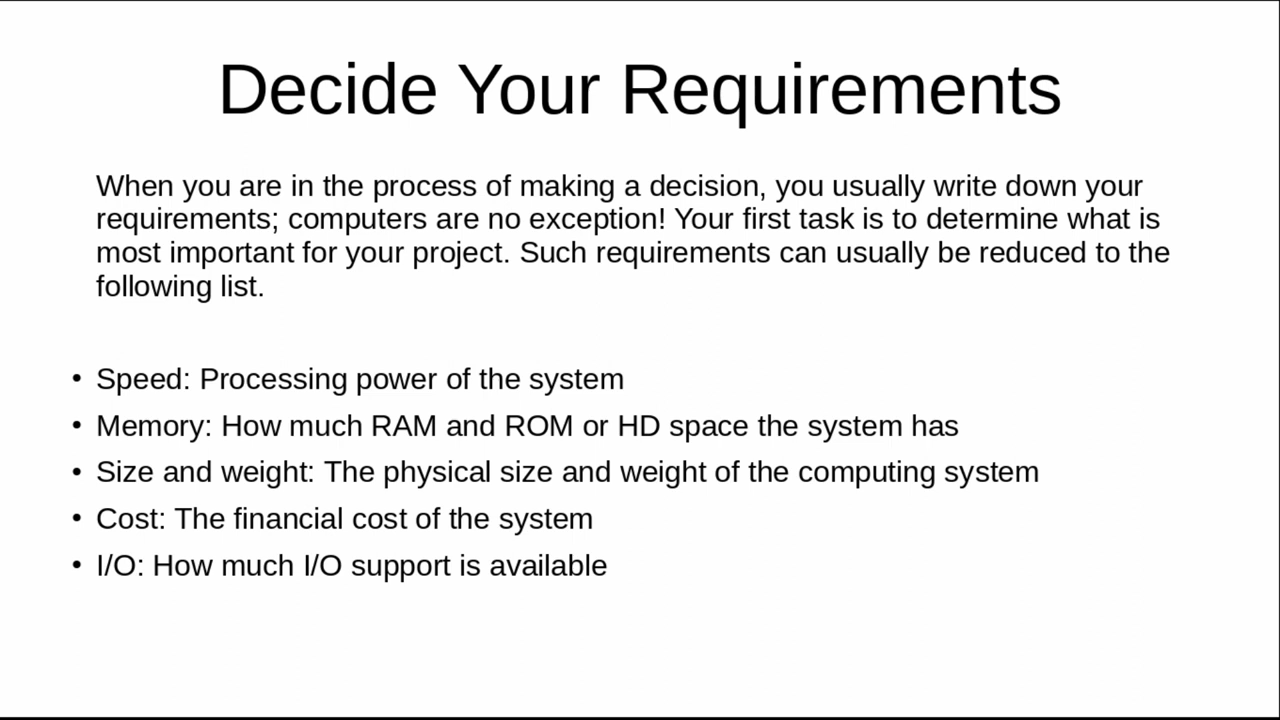 Decide Your Requirements
When you are in the process of making a decision, you usually write down your
requirements; computers are no exception! Your first task is to determine what is
most important for your project. Such requirements can usually be reduced to the
following list.
• Speed: Processing power of the system
• Memory: How much RAM and ROM or HD space the system has
• Size and weight: The physical size and weight of the computing system
• Cost: The financial cost of the system
• I/O: How much I/O support is available